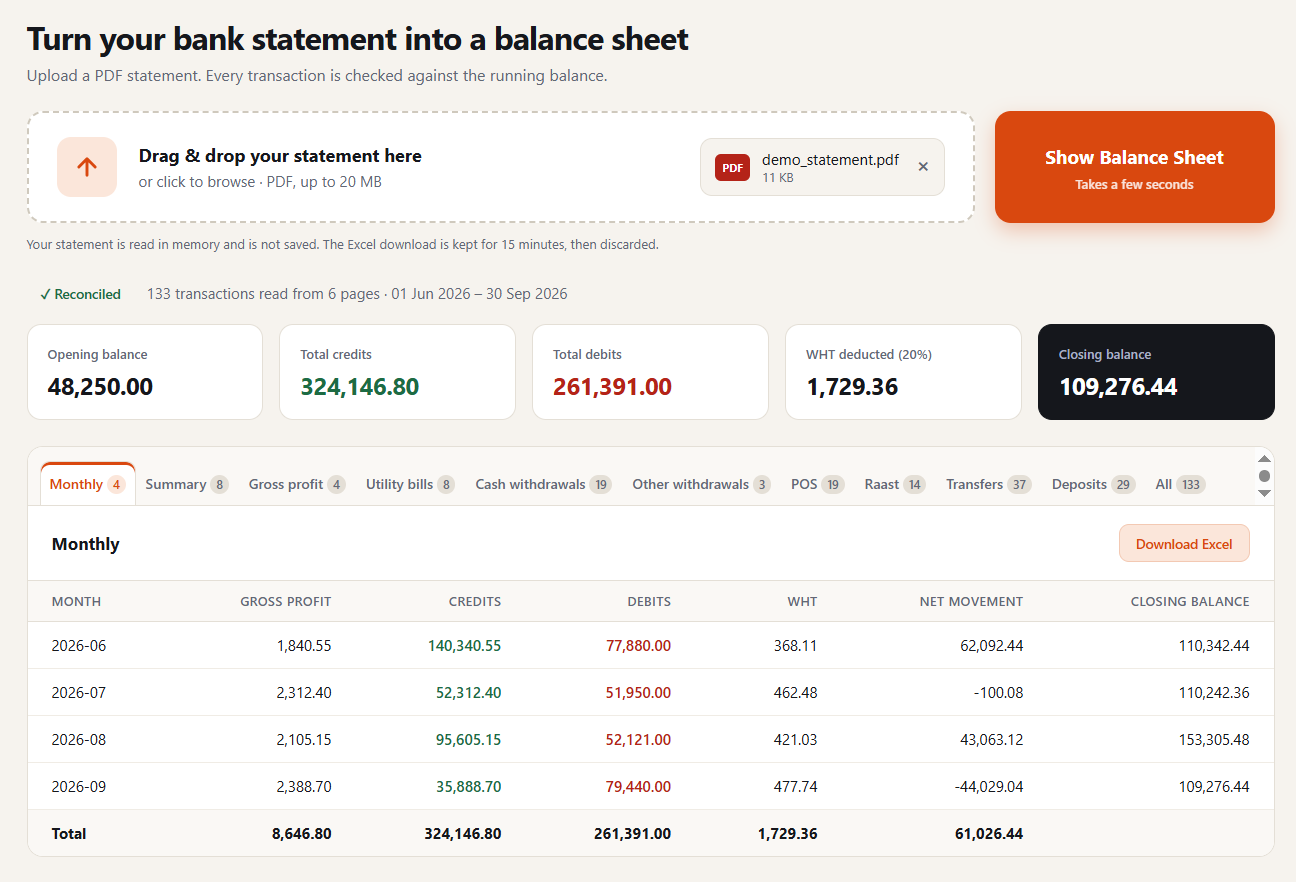 Turn your bank statement into a balance sheet
Upload a PDF statement. Every transaction is checked against the running balance.
Drag & drop your statement here
or click to browse · PDF, up to 20 MB
PDF
demo_statement.pdf
11 KB
×
Show Balance Sheet
Takes a few seconds
Your statement is read in memory and is not saved. The Excel download is kept for 15 minutes, then discarded.
✓ Reconciled 133 transactions read from 6 pages · 01 Jun 2026 – 30 Sep 2026
Opening balance
48,250.00
Total credits
324,146.80
Total debits
261,391.00
WHT deducted (20%)
1,729.36
Closing balance
109,276.44
Monthly 4 Summary 8 Gross profit 4 Utility bills 8 Cash withdrawals 19 Other withdrawals 3 POS 19 Raast 14 Transfers 37 Deposits 29 All 133
Monthly
Download Excel
MONTH GROSS PROFIT CREDITS DEBITS WHT NET MOVEMENT CLOSING BALANCE
2026-06 1,840.55 140,340.55 77,880.00 368.11 62,092.44 110,342.44
2026-07 2,312.40 52,312.40 51,950.00 462.48 -100.08 110,242.36
2026-08 2,105.15 95,605.15 52,121.00 421.03 43,063.12 153,305.48
2026-09 2,388.70 35,888.70 79,440.00 477.74 -44,029.04 109,276.44
Total 8,646.80 324,146.80 261,391.00 1,729.36 61,026.44